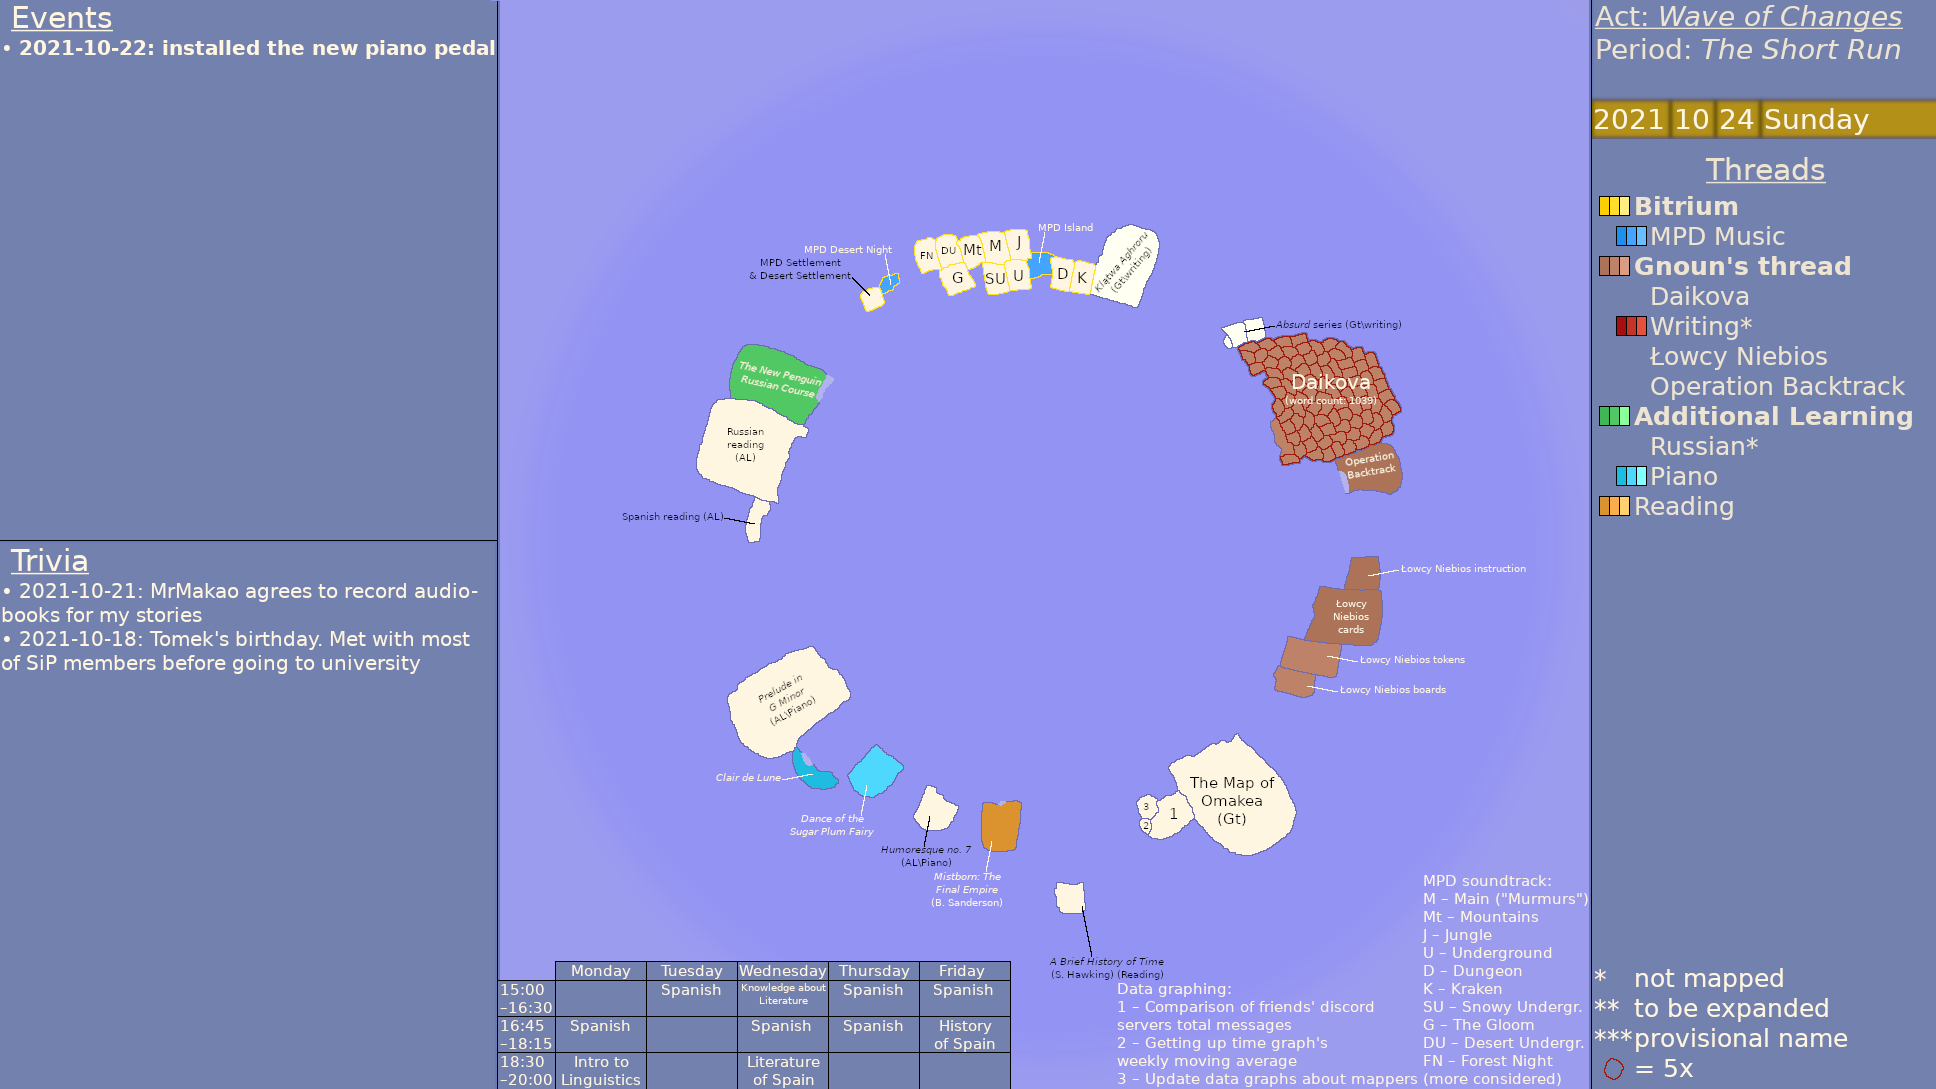 Events
• 2021-10-22: installed the new piano pedal
Trivia
• 2021-10-21: MrMakao agrees to record audio-
books for my stories
• 2021-10-18: Tomek's birthday. Met with most
of SiP members before going to university
MPD Island
MPD Desert Night
MPD Settlement
& Desert Settlement
FN
DU
Mt
M
J
G
SU
U
D
K
Klątwa Aghroru
(Gt\writing)
Absurd series (Gt\writing)
Daikova
(word count: 1039)
Operation
Backtrack
The New Penguin
Russian Course
Russian
reading
(AL)
Spanish reading (AL)
Łowcy Niebios instruction
Łowcy
Niebios
cards
Łowcy Niebios tokens
Łowcy Niebios boards
Prelude in
G Minor
(AL\Piano)
Clair de Lune
Dance of the
Sugar Plum Fairy
Humoresque no. 7
(AL\Piano)
Mistborn: The
Final Empire
(B. Sanderson)
The Map of
Omakea
(Gt)
3
1
2
A Brief History of Time
(S. Hawking) (Reading)
Monday Tuesday Wednesday Thursday Friday
15:00
–16:30
Spanish
Knowledge about
Literature
Spanish
Spanish
16:45
–18:15
Spanish
Spanish
Spanish
History
of Spain
18:30
–20:00
Intro to
Linguistics
Literature
of Spain
Data graphing:
1 – Comparison of friends' discord
servers total messages
2 – Getting up time graph's
weekly moving average
3 – Update data graphs about mappers
MPD soundtrack:
M – Main ("Murmurs")
Mt – Mountains
J – Jungle
U – Underground
D – Dungeon
K – Kraken
SU – Snowy Undergr.
G – The Gloom
DU – Desert Undergr.
FN – Forest Night
(more considered)
Act: Wave of Changes
Period: The Short Run
2021 10 24 Sunday
Threads
Bitrium
MPD Music
Gnoun's thread
Daikova
Writing*
Łowcy Niebios
Operation Backtrack
Additional Learning
Russian*
Piano
Reading
* not mapped
** to be expanded
*** provisional name
= 5x